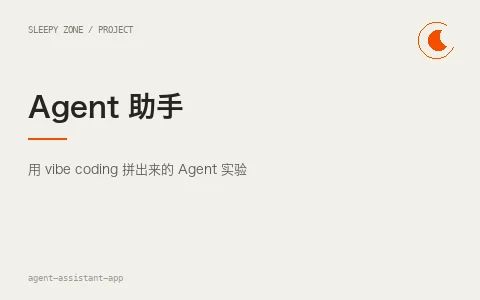 SLEEPY ZONE / PROJECT
Agent 助手
用 vibe coding 拼出来的 Agent 实验
agent-assistant-app